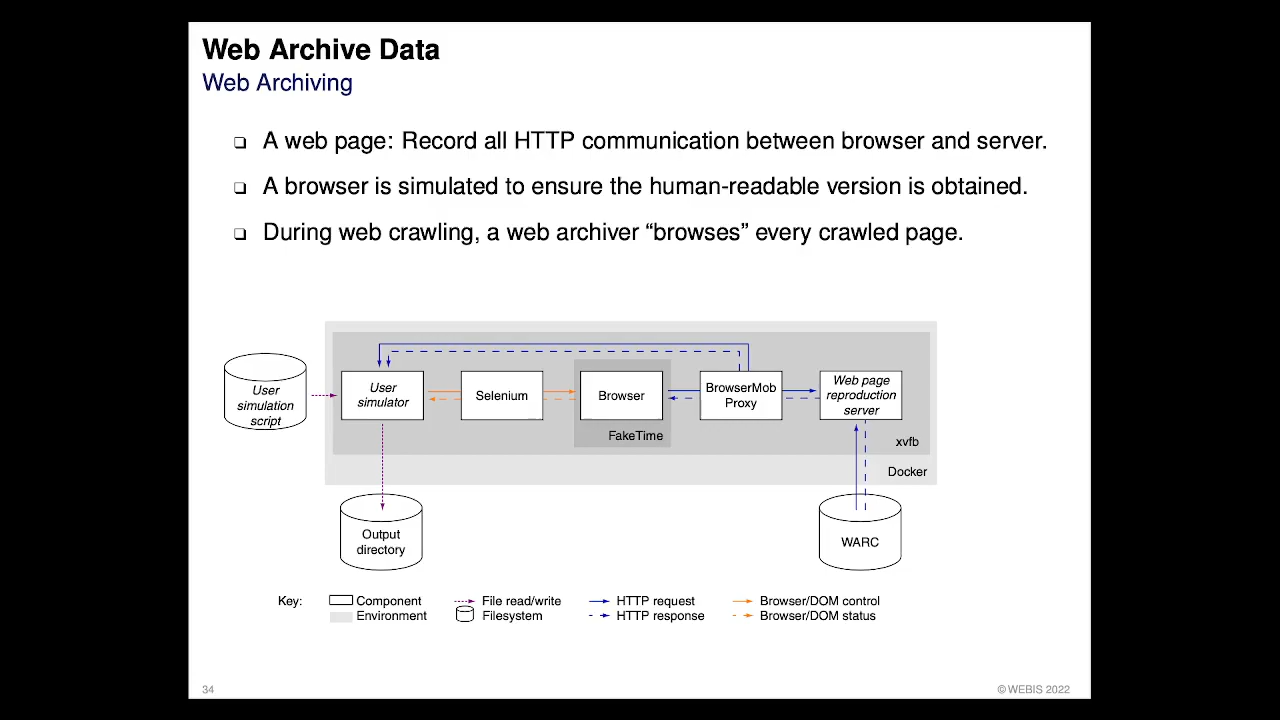 Web Archive Data
Web Archiving
❑ A web page: Record all HTTP communication between browser and server.
❑ A browser is simulated to ensure the human-readable version is obtained.
❑ During web crawling, a web archiver “browses” every crawled page.
User
simulation
script
User
simulator
Selenium
Browser
FakeTime
BrowserMob
Proxy
Web page
reproduction
server
xvfb
Docker
Output
directory
WARC
Key:
Component
Environment
File read/write
Filesystem
HTTP request
HTTP response
Browser/DOM control
Browser/DOM status
34
© WEBIS 2022